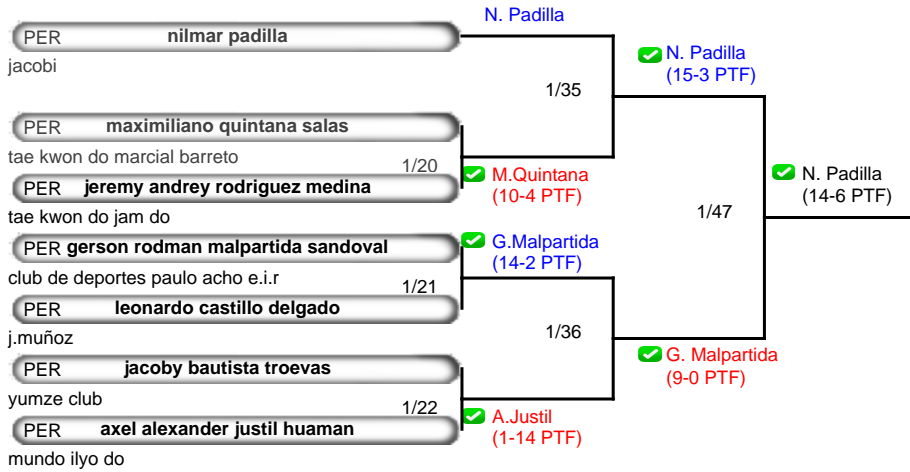 N. Padilla
PER nilmar padilla
jacobi
N. Padilla
(15-3 PTF)
1/35
PER maximiliano quintana salas
tae kwon do marcial barreto
1/20
PER jeremy andrey rodriguez medina
tae kwon do jam do
M.Quintana
(10-4 PTF)
N. Padilla
(14-6 PTF)
1/47
PER gerson rodman malpartida sandoval
club de deportes paulo acho e.i.r
G.Malpartida
(14-2 PTF)
1/21
PER leonardo castillo delgado
j.muñoz
1/36
PER jacoby bautista troevas
yumze club
G. Malpartida
(9-0 PTF)
1/22
PER axel alexander justil huaman
mundo ilyo do
A.Justil
(1-14 PTF)